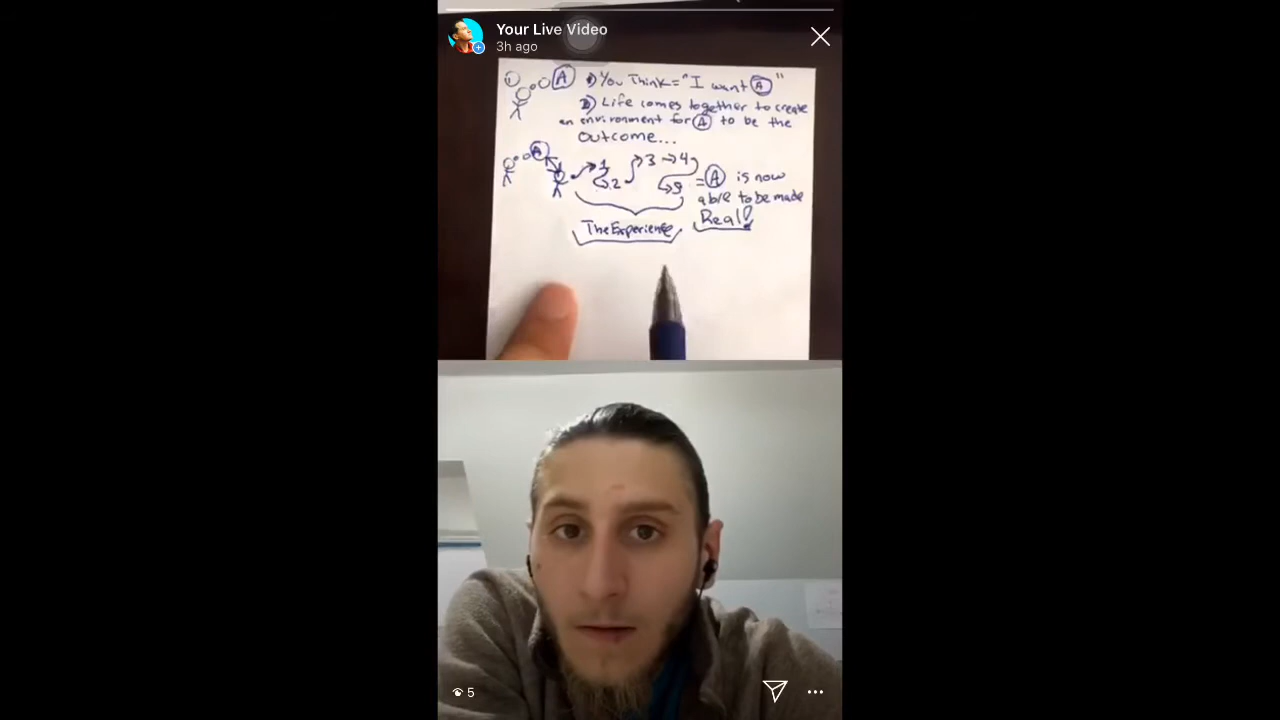 Your Live Video
3h ago
A 1) You Think = "I want A"
2) Life comes together to create
an environment for A to be the
outcome...
A 1 2 3 4 = A is now
able to be made
Real!
The Experience
5